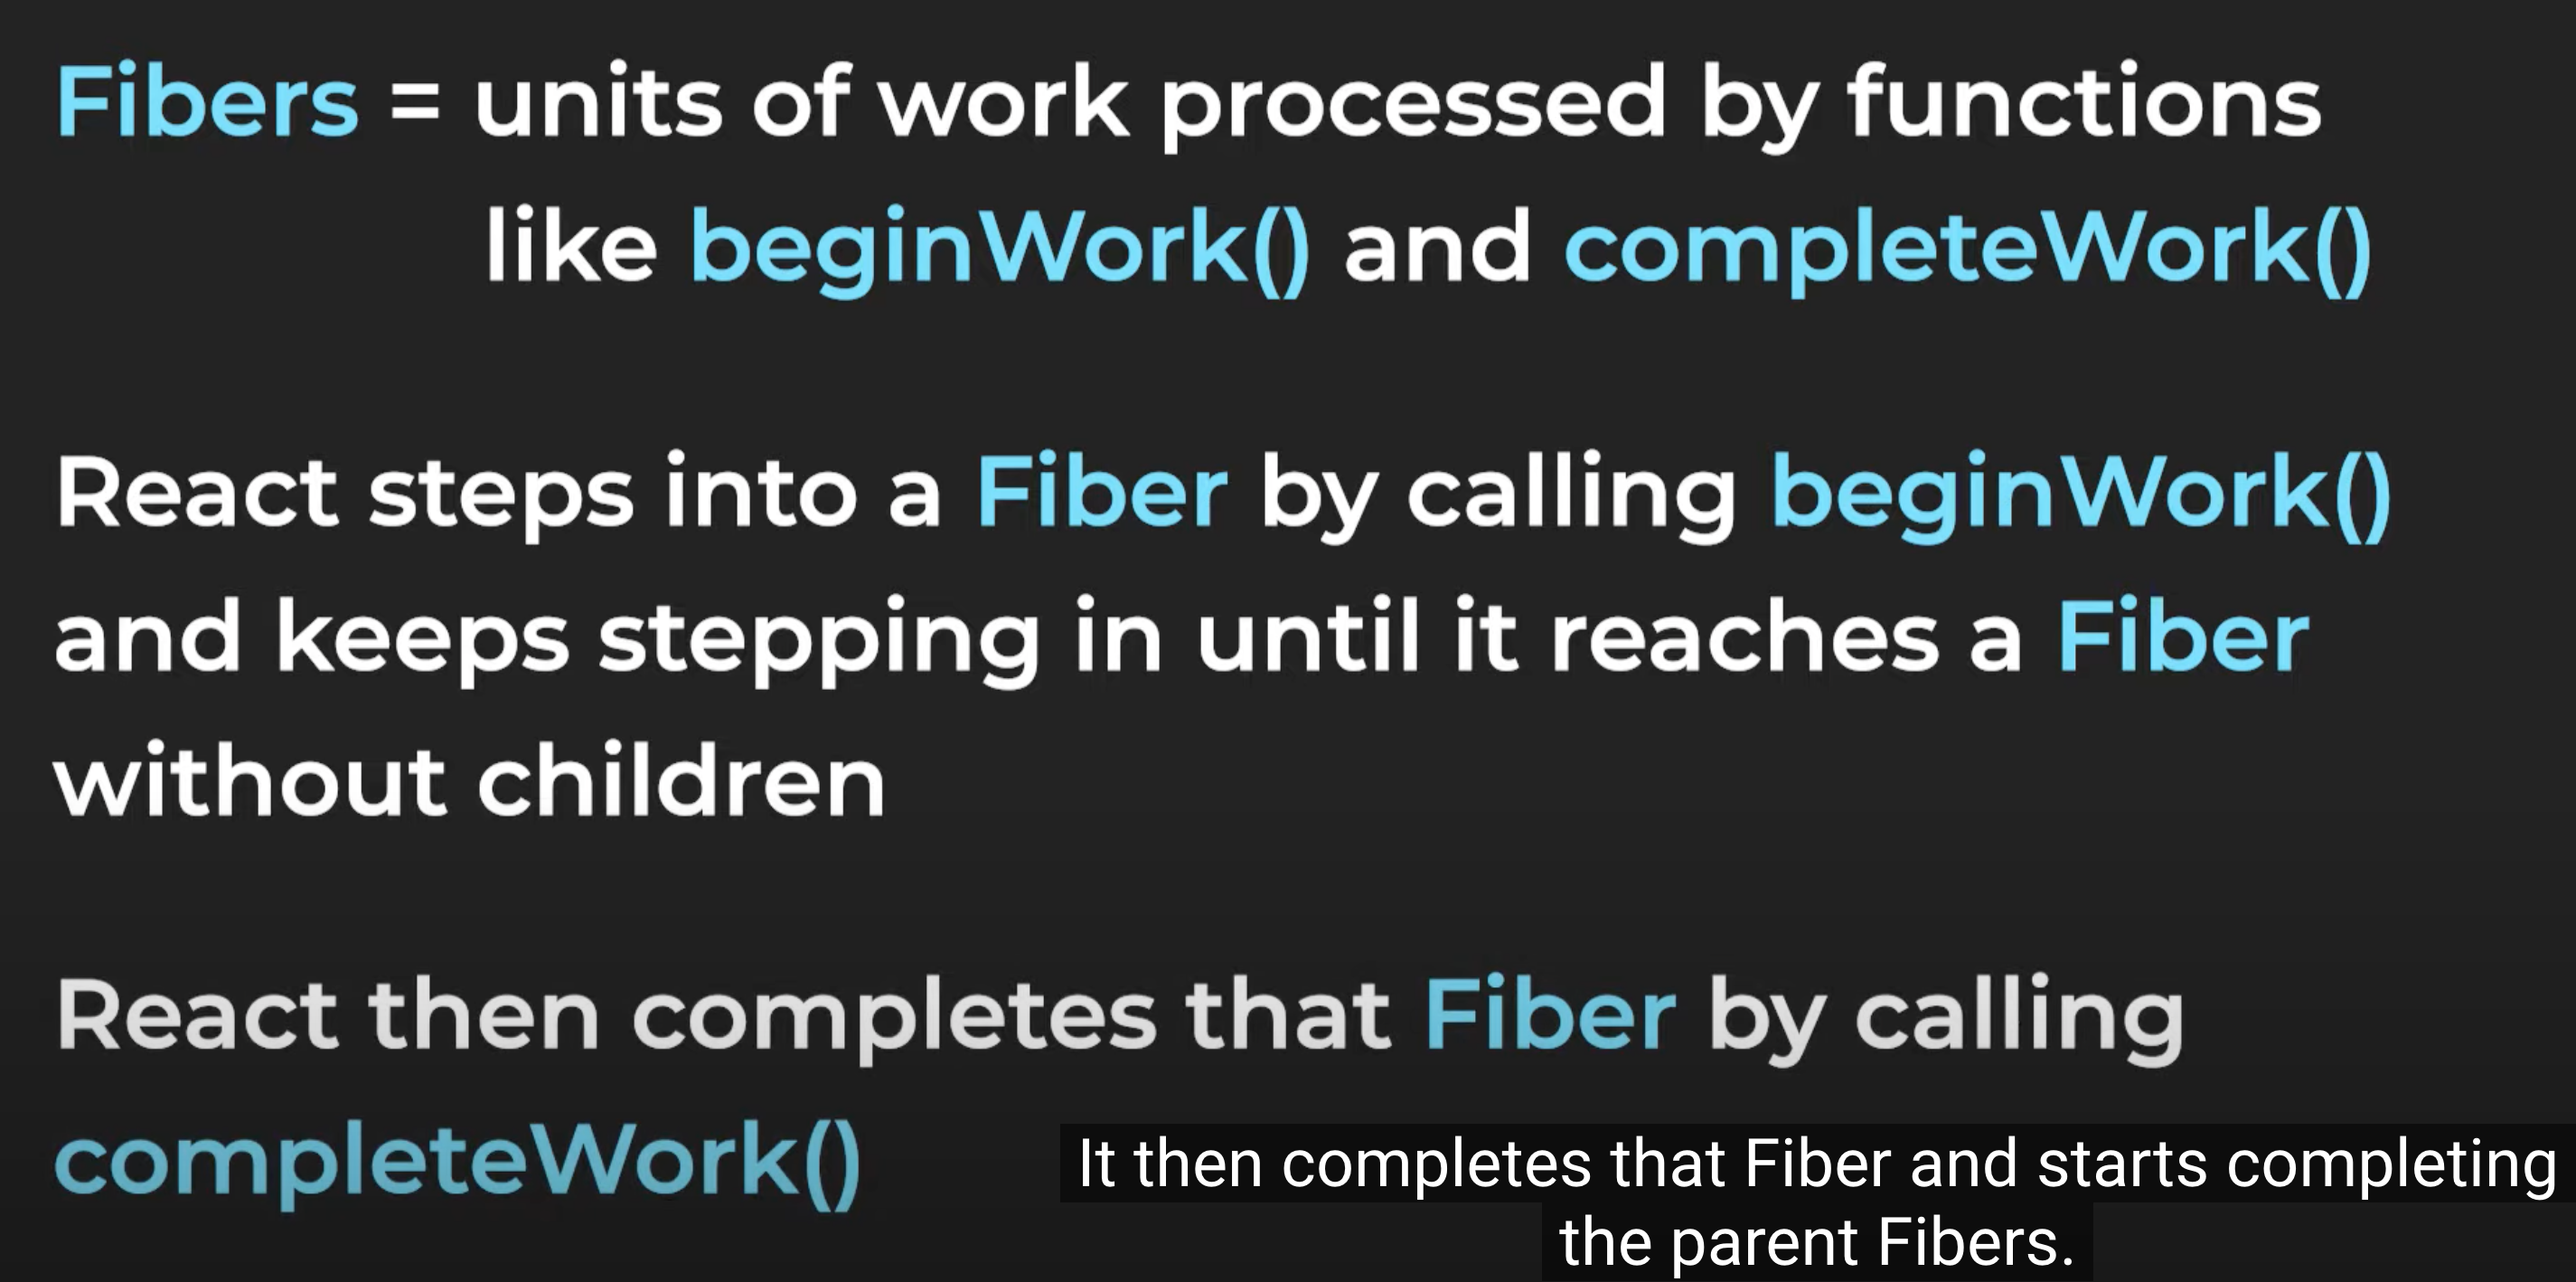 Fibers = units of work processed by functions
like beginWork() and completeWork()
React steps into a Fiber by calling beginWork()
and keeps stepping in until it reaches a Fiber
without children
React then completes that Fiber by calling
completeWork()
It then completes that Fiber and starts completing
the parent Fibers.